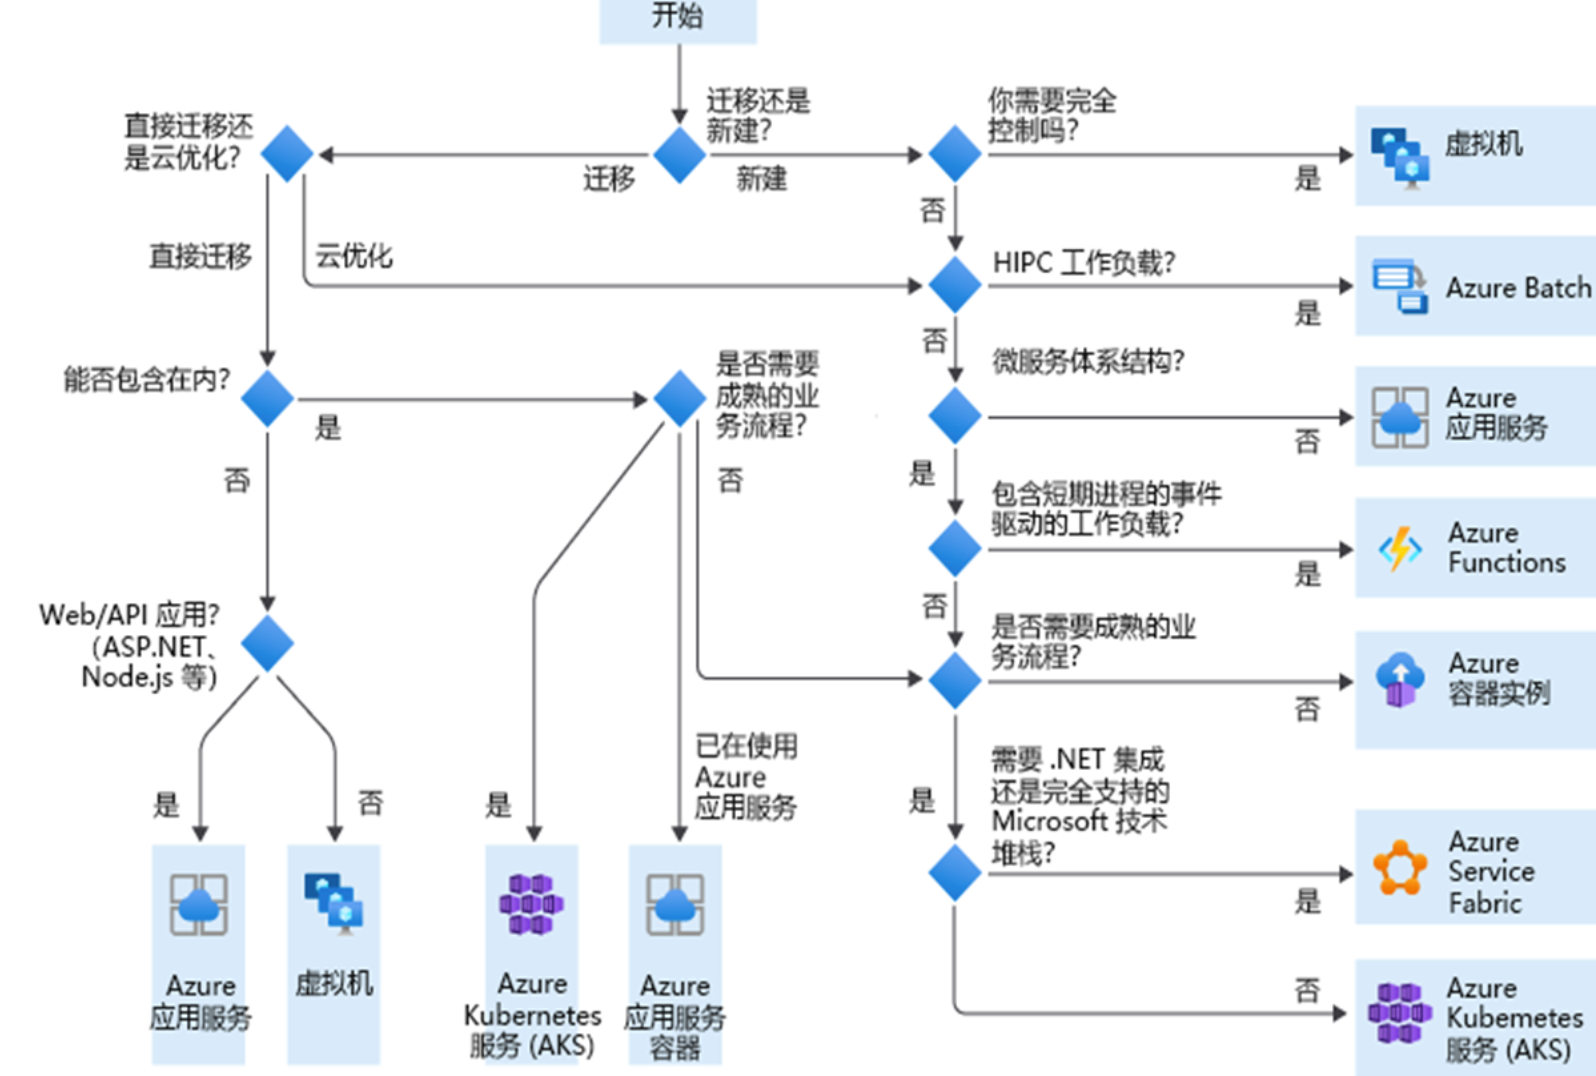 开始
迁移还是
新建?
迁移
新建
直接迁移还
是云优化?
直接迁移
云优化
你需要完全
控制吗?
是
否
虚拟机
HIPC 工作负载?
是
否
Azure Batch
能否包含在内?
是
否
是否需要
成熟的业
务流程?
否
微服务体系结构?
否
是
Azure
应用服务
包含短期进程的事件
驱动的工作负载?
是
否
Azure
Functions
Web/API 应用?
(ASP.NET、
Node.js 等)
是
否
是
已在使用
Azure
应用服务
是否需要成熟的业
务流程?
否
是
Azure
容器实例
需要 .NET 集成
还是完全支持的
Microsoft 技术
堆栈?
是
否
Azure
Service
Fabric
Azure
Kubemetes
服务 (AKS)
Azure
应用服务
虚拟机
Azure
Kubernetes
服务 (AKS)
Azure
应用服务
容器